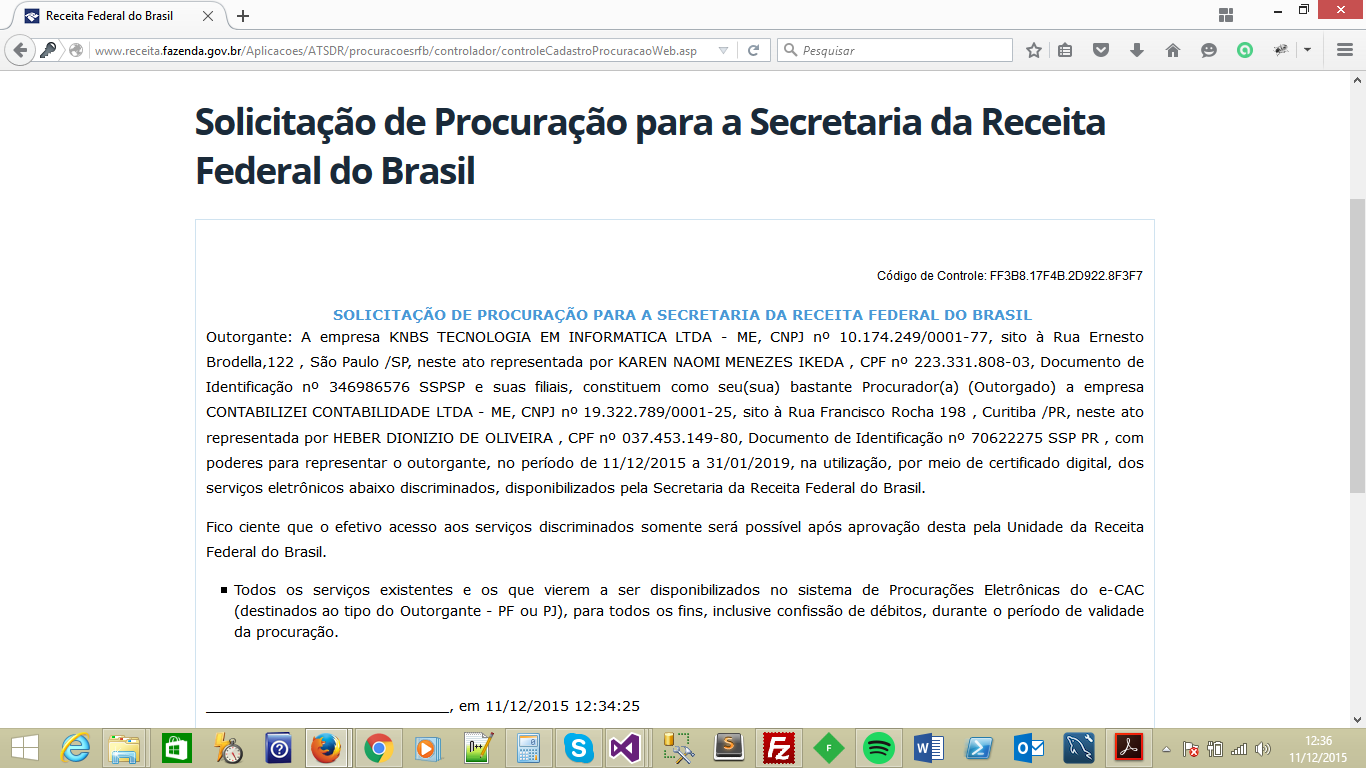 Receita Federal do Brasil
www.receita.fazenda.gov.br/Aplicacoes/ATSDR/procuracoesrfb/controlador/controleCadastroProcuracaoWeb.asp
Pesquisar
Solicitação de Procuração para a Secretaria da Receita
Federal do Brasil
Código de Controle: FF3B8.17F4B.2D922.8F3F7
SOLICITAÇÃO DE PROCURAÇÃO PARA A SECRETARIA DA RECEITA FEDERAL DO BRASIL
Outorgante: A empresa KNBS TECNOLOGIA EM INFORMATICA LTDA - ME, CNPJ nº 10.174.249/0001-77, sito à Rua Ernesto
Brodella,122 , São Paulo /SP, neste ato representada por KAREN NAOMI MENEZES IKEDA , CPF nº 223.331.808-03, Documento de
Identificação nº 346986576 SSPSP e suas filiais, constituem como seu(sua) bastante Procurador(a) (Outorgado) a empresa
CONTABILIZEI CONTABILIDADE LTDA - ME, CNPJ nº 19.322.789/0001-25, sito à Rua Francisco Rocha 198 , Curitiba /PR, neste ato
representada por HEBER DIONIZIO DE OLIVEIRA , CPF nº 037.453.149-80, Documento de Identificação nº 70622275 SSP PR , com
poderes para representar o outorgante, no período de 11/12/2015 a 31/01/2019, na utilização, por meio de certificado digital, dos
serviços eletrônicos abaixo discriminados, disponibilizados pela Secretaria da Receita Federal do Brasil.
Fico ciente que o efetivo acesso aos serviços discriminados somente será possível após aprovação desta pela Unidade da Receita
Federal do Brasil.
Todos os serviços existentes e os que vierem a ser disponibilizados no sistema de Procurações Eletrônicas do e-CAC
(destinados ao tipo do Outorgante - PF ou PJ), para todos os fins, inclusive confissão de débitos, durante o período de validade
da procuração.
___________________________, em 11/12/2015 12:34:25
12:36
11/12/2015